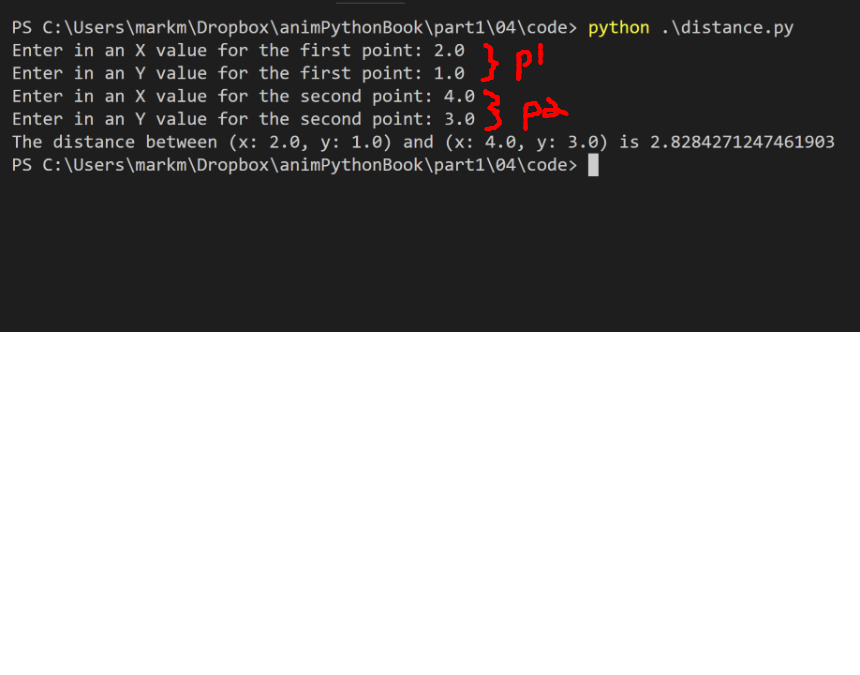 PS C:\Users\markm\Dropbox\animPythonBook\part1\04\code> python .\distance.py
Enter in an X value for the first point: 2.0
Enter in an Y value for the first point: 1.0
p1
Enter in an X value for the second point: 4.0
Enter in an Y value for the second point: 3.0
p2
The distance between (x: 2.0, y: 1.0) and (x: 4.0, y: 3.0) is 2.8284271247461903
PS C:\Users\markm\Dropbox\animPythonBook\part1\04\code>